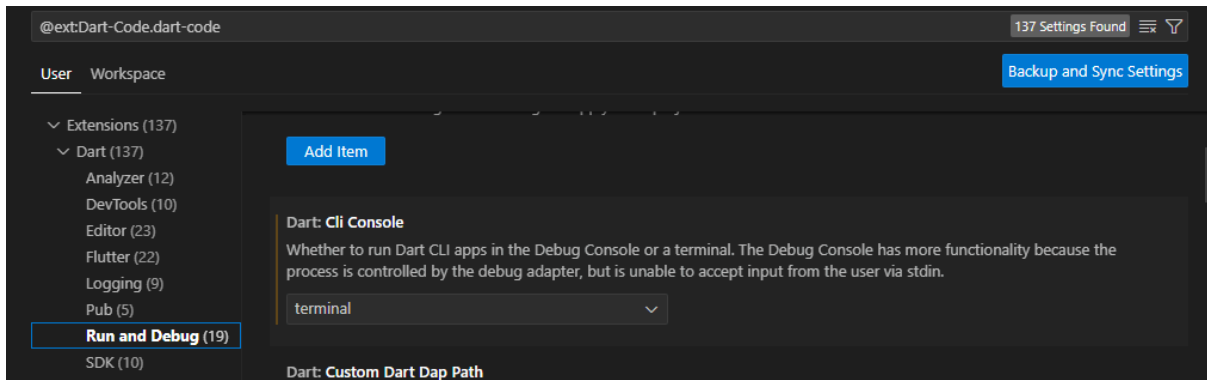 @ext:Dart-Code.dart-code
137 Settings Found
User Workspace
Backup and Sync Settings
Extensions (137)
Dart (137)
Analyzer (12)
DevTools (10)
Editor (23)
Flutter (22)
Logging (9)
Pub (5)
Run and Debug (19)
SDK (10)
Add Item
Dart: Cli Console
Whether to run Dart CLI apps in the Debug Console or a terminal. The Debug Console has more functionality because the
process is controlled by the debug adapter, but is unable to accept input from the user via stdin.
terminal
Dart: Custom Dart Dap Path